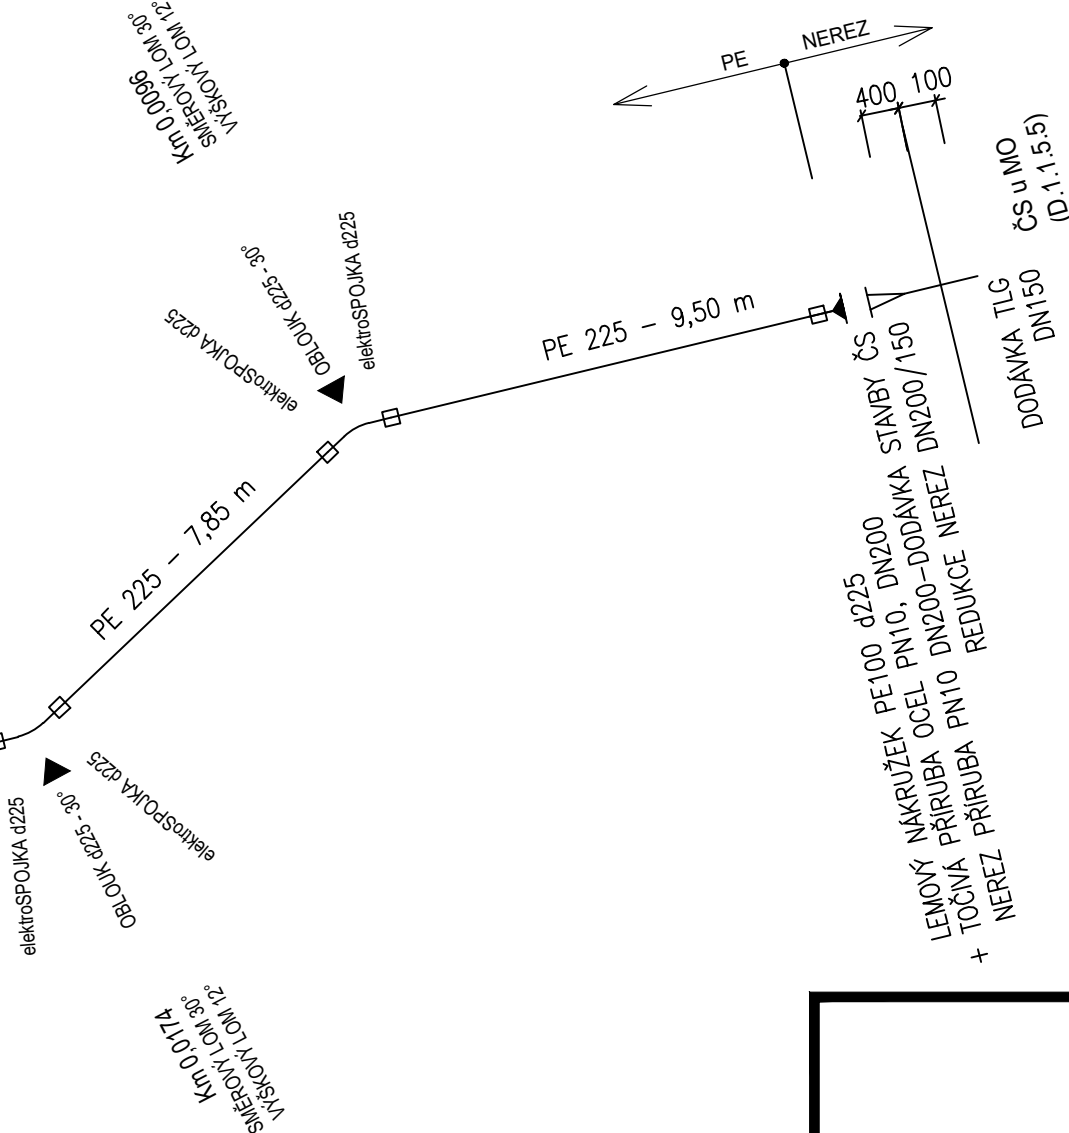 Km 0,0096
SMĚROVÝ LOM 30°
VÝŠKOVÝ LOM 12°
PE
NEREZ
400
100
ČS u MO
(D.1.1.5.5)
DODÁVKA TLG
DN150
elektroSPOJKA d225
OBLOUK d225 - 30°
elektroSPOJKA d225
PE 225 – 9,50 m
PE 225 – 7,85 m
LEMOVÝ NÁKRUŽEK PE100 d225
+ TOČIVÁ PŘÍRUBA OCEL PN10, DN200
NEREZ PŘÍRUBA PN10 DN200–DODÁVKA STAVBY ČS
REDUKCE NEREZ DN200/150
elektroSPOJKA d225
OBLOUK d225 - 30°
elektroSPOJKA d225
Km 0,0174
SMĚROVÝ LOM 30°
VÝŠKOVÝ LOM 12°